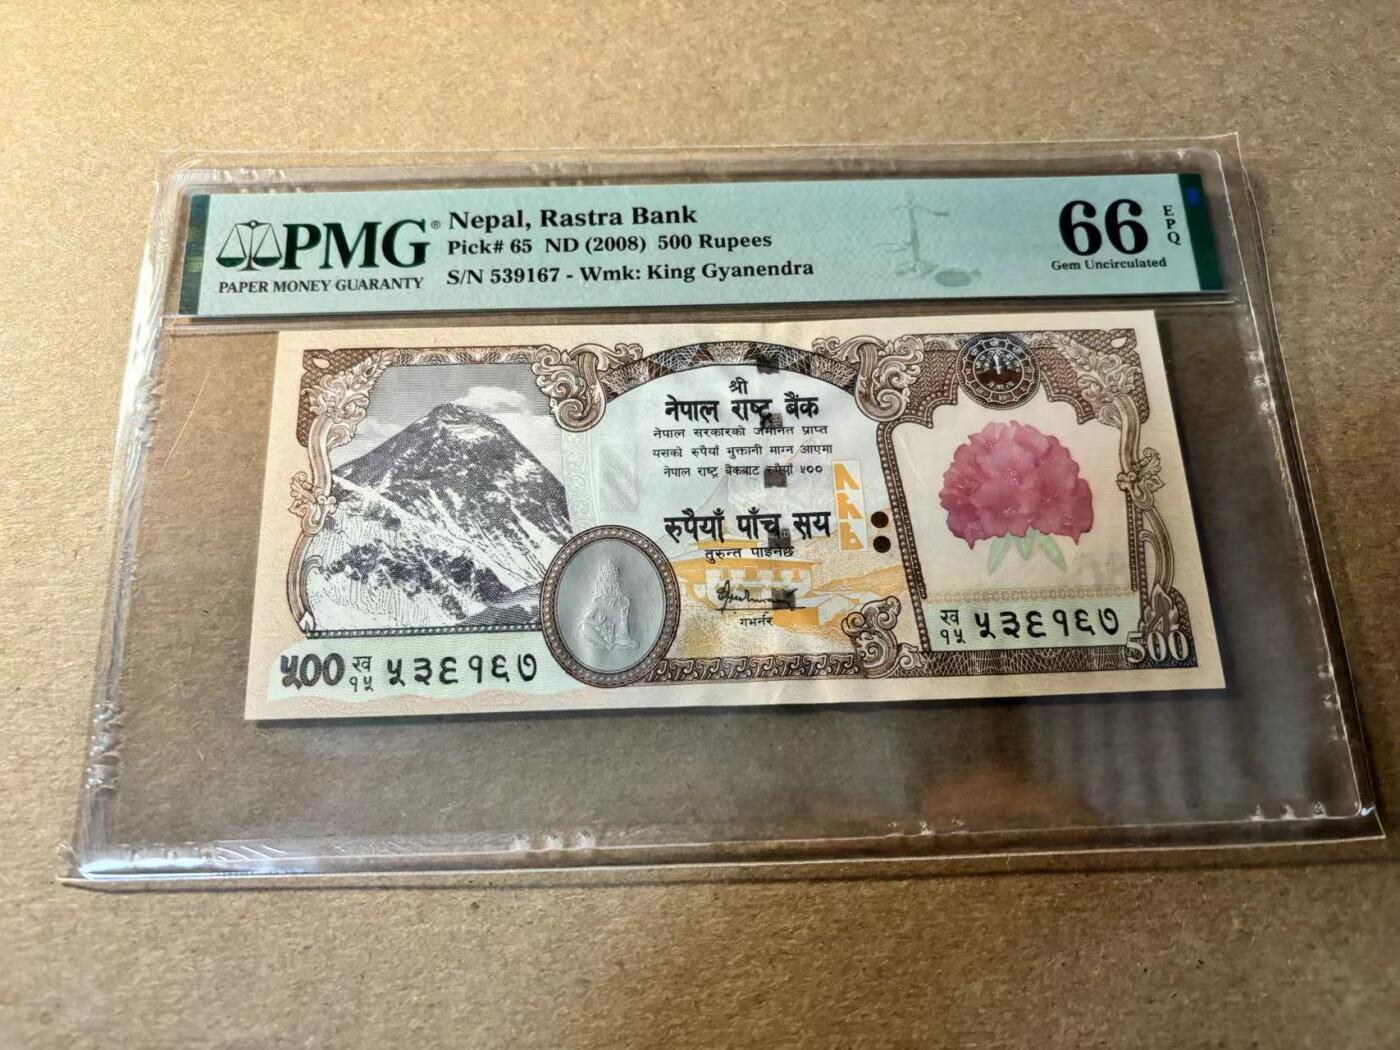 PMG®
PAPER MONEY GUARANTY
Nepal, Rastra Bank
Pick# 65 ND (2008) 500 Rupees
S/N 539167 - Wmk: King Gyanendra
66
EPQ
Gem Uncirculated
श्री
नेपाल राष्ट्र बैंक
नेपाल सरकारको जमानत प्राप्त
यसको रुपैयाँ भुक्तानी माग्न आएमा
नेपाल राष्ट्र बैंकबाट रुपैयाँ ५००
रुपैयाँ पाँच सय
तुरुन्त पाइनेछ
गभर्नर
ख
१५ ५३९१६७
५00 ख
१५ ५३९१६७
500